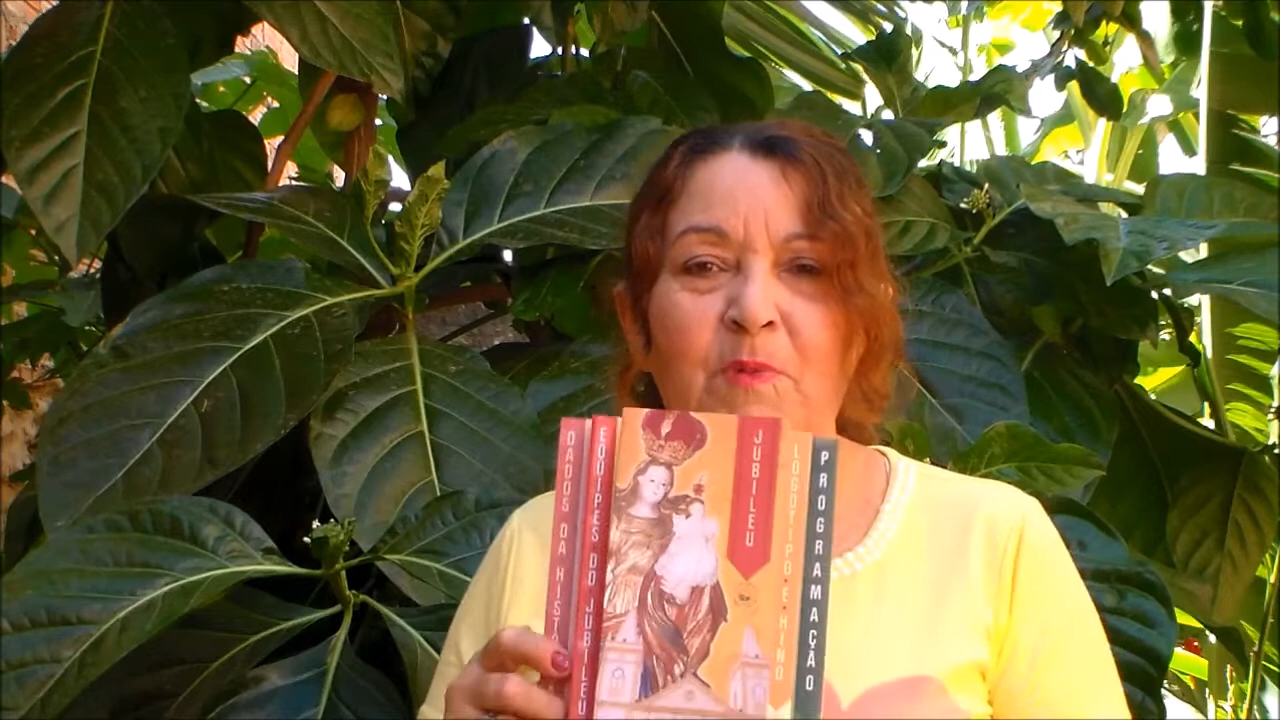 DADOS DA HIST
EQUIPES DO JUBILEU
JUBILEU
LOGOTIPO E HINO
PROGRAMAÇÃO